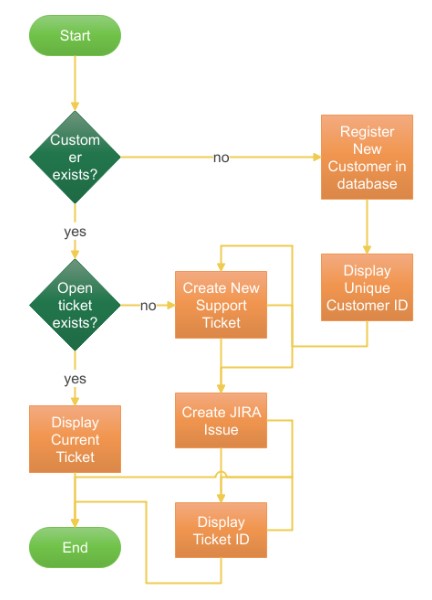 Start
Custom
er
exists?
no
Register
New
Customer in
database
yes
Open
ticket
exists?
no
Create New
Support
Ticket
Display
Unique
Customer ID
yes
Display
Current
Ticket
Create JIRA
Issue
End
Display
Ticket ID